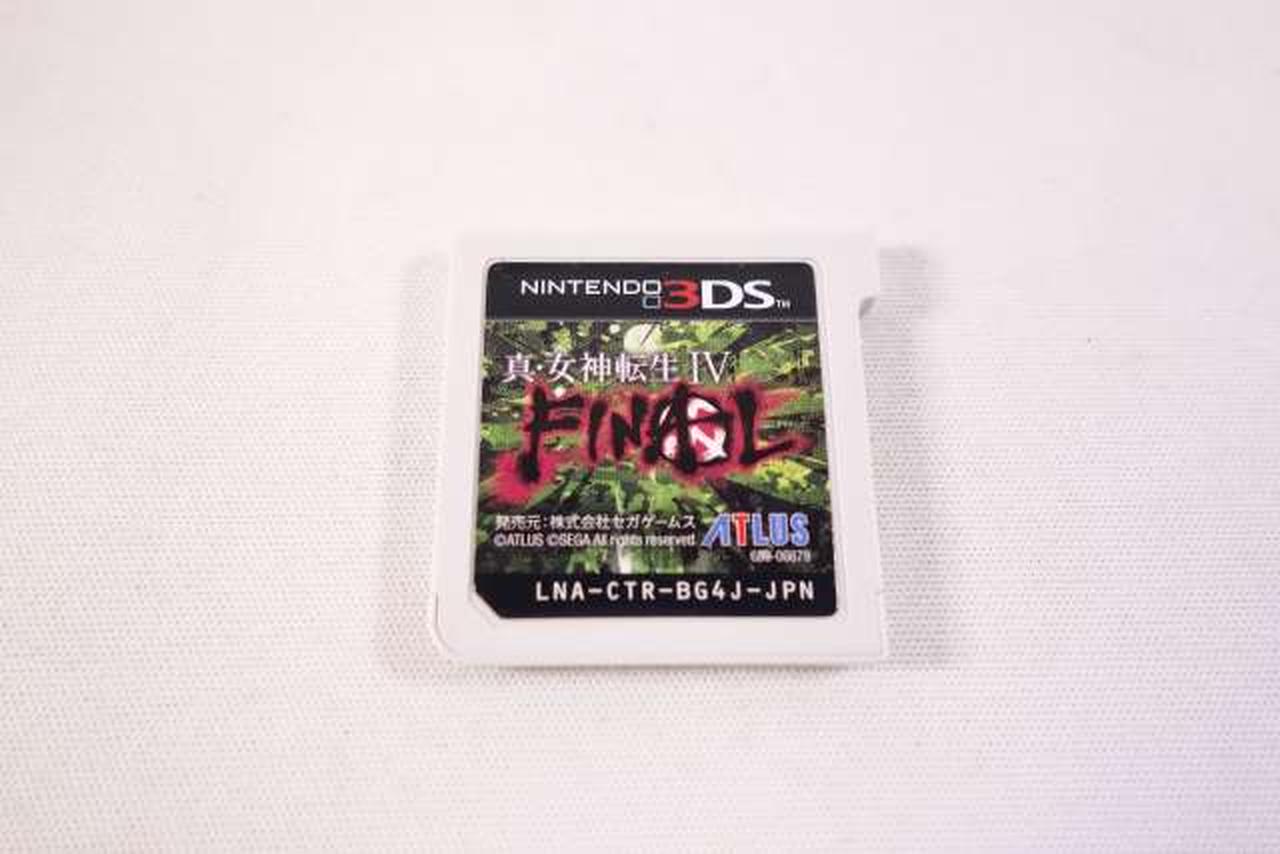 NINTENDO 3DS TM
真・女神転生 IV
FINAL
発売元:株式会社セガゲームス
©ATLUS ©SEGA All rights reserved
ATLUS
LNA-CTR-BG4J-JPN